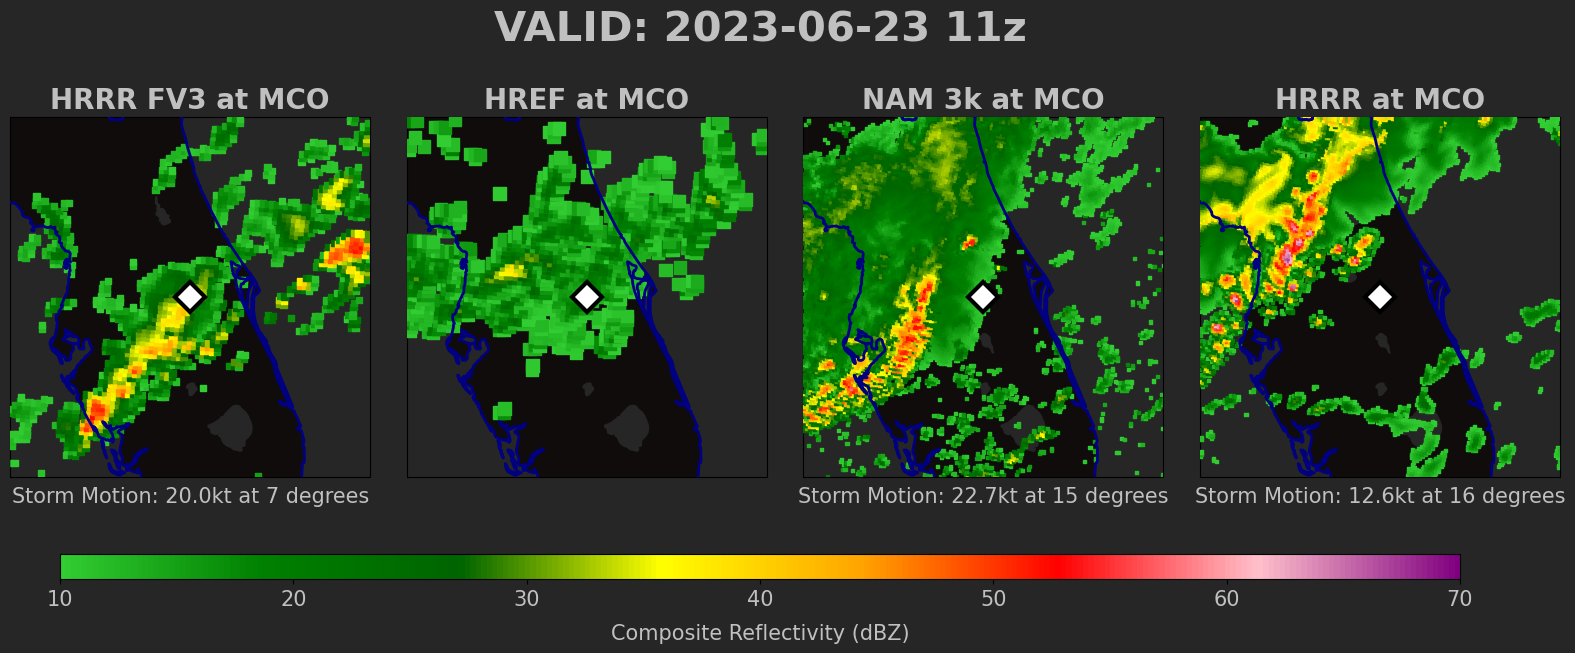 VALID: 2023-06-23 11z
HRRR FV3 at MCO
HREF at MCO
NAM 3k at MCO
HRRR at MCO
Storm Motion: 20.0kt at 7 degrees
Storm Motion: 22.7kt at 15 degrees
Storm Motion: 12.6kt at 16 degrees
10 20 30 40 50 60 70
Composite Reflectivity (dBZ)